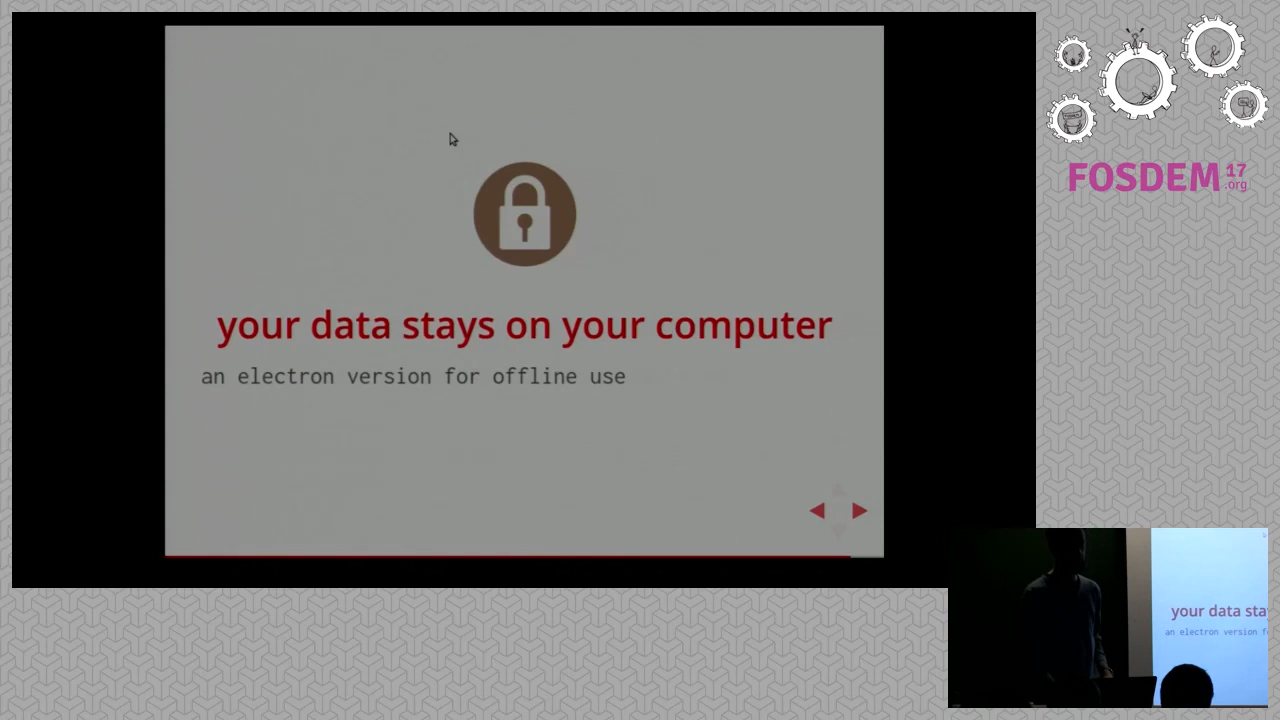 your data stays on your computer
an electron version for offline use
FOSDEM 17
.org
your data sta
an electron version f